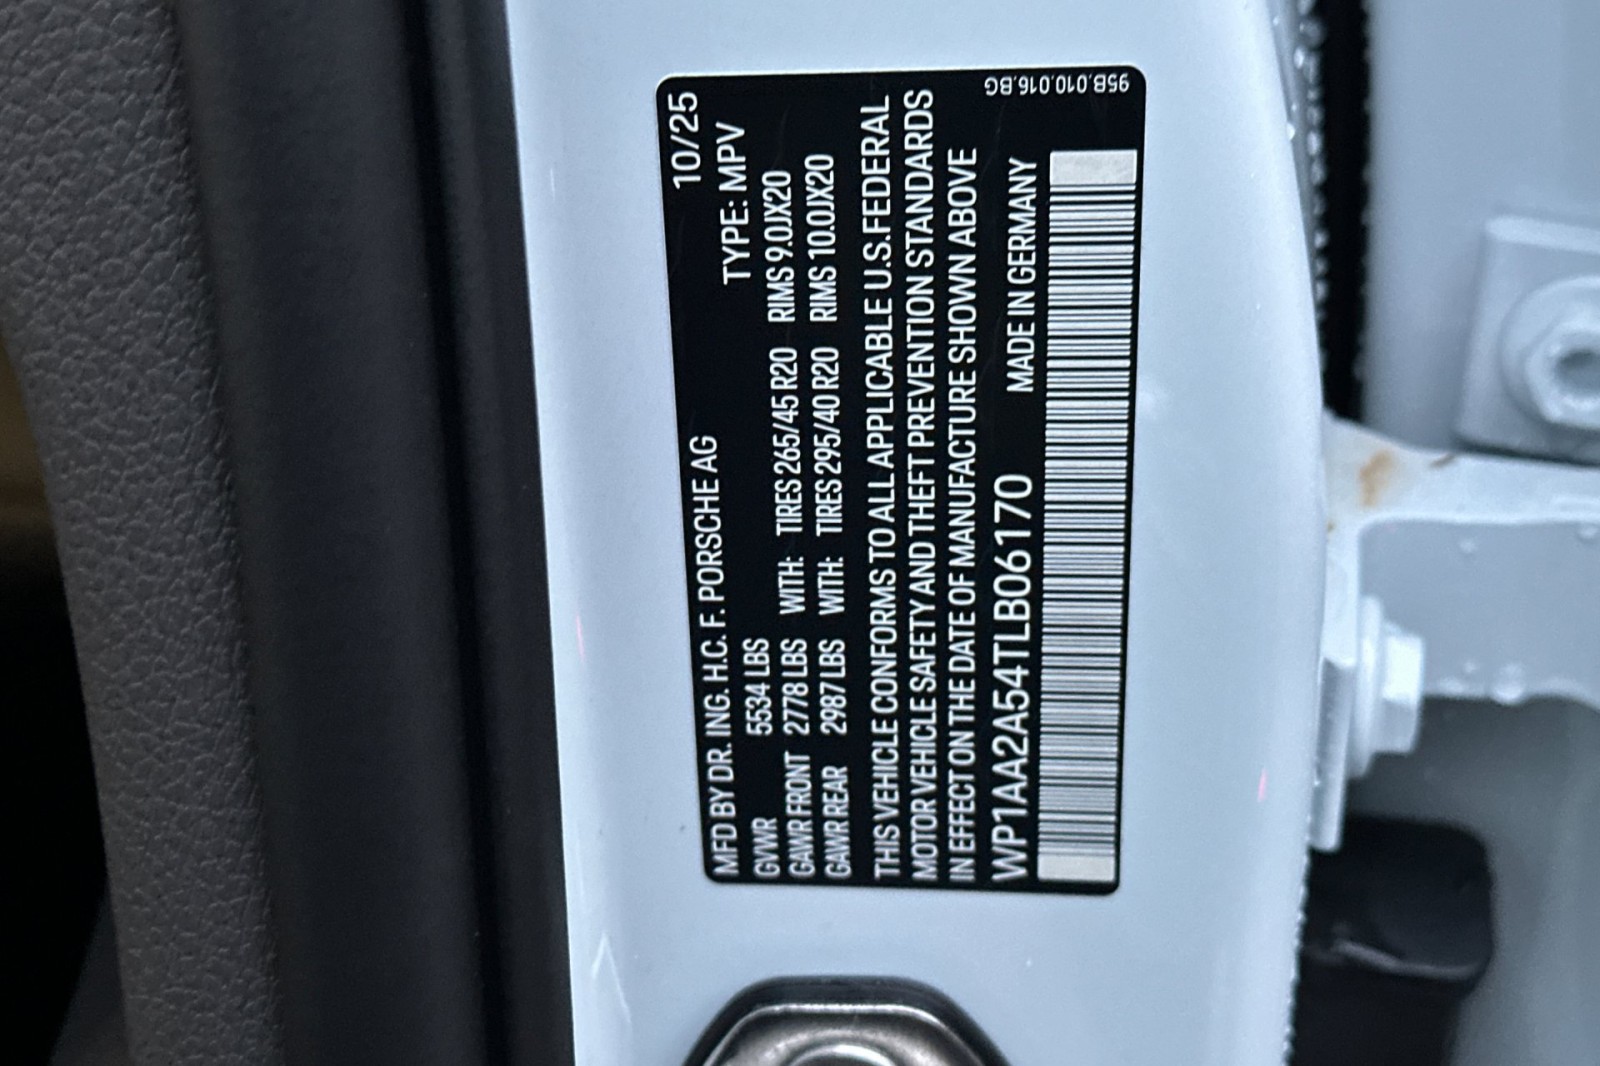 MFD BY DR. ING. H.C. F. PORSCHE AG 10/25
GVWR 5534 LBS TYPE: MPV
GAWR FRONT 2778 LBS WITH: TIRES 265/45 R20 RIMS 9.0JX20
GAWR REAR 2987 LBS WITH: TIRES 295/40 R20 RIMS 10.0JX20
THIS VEHICLE CONFORMS TO ALL APPLICABLE U.S. FEDERAL
MOTOR VEHICLE SAFETY AND THEFT PREVENTION STANDARDS
IN EFFECT ON THE DATE OF MANUFACTURE SHOWN ABOVE
WP1AA2A54TLB06170 MADE IN GERMANY
95B.010.016.BG